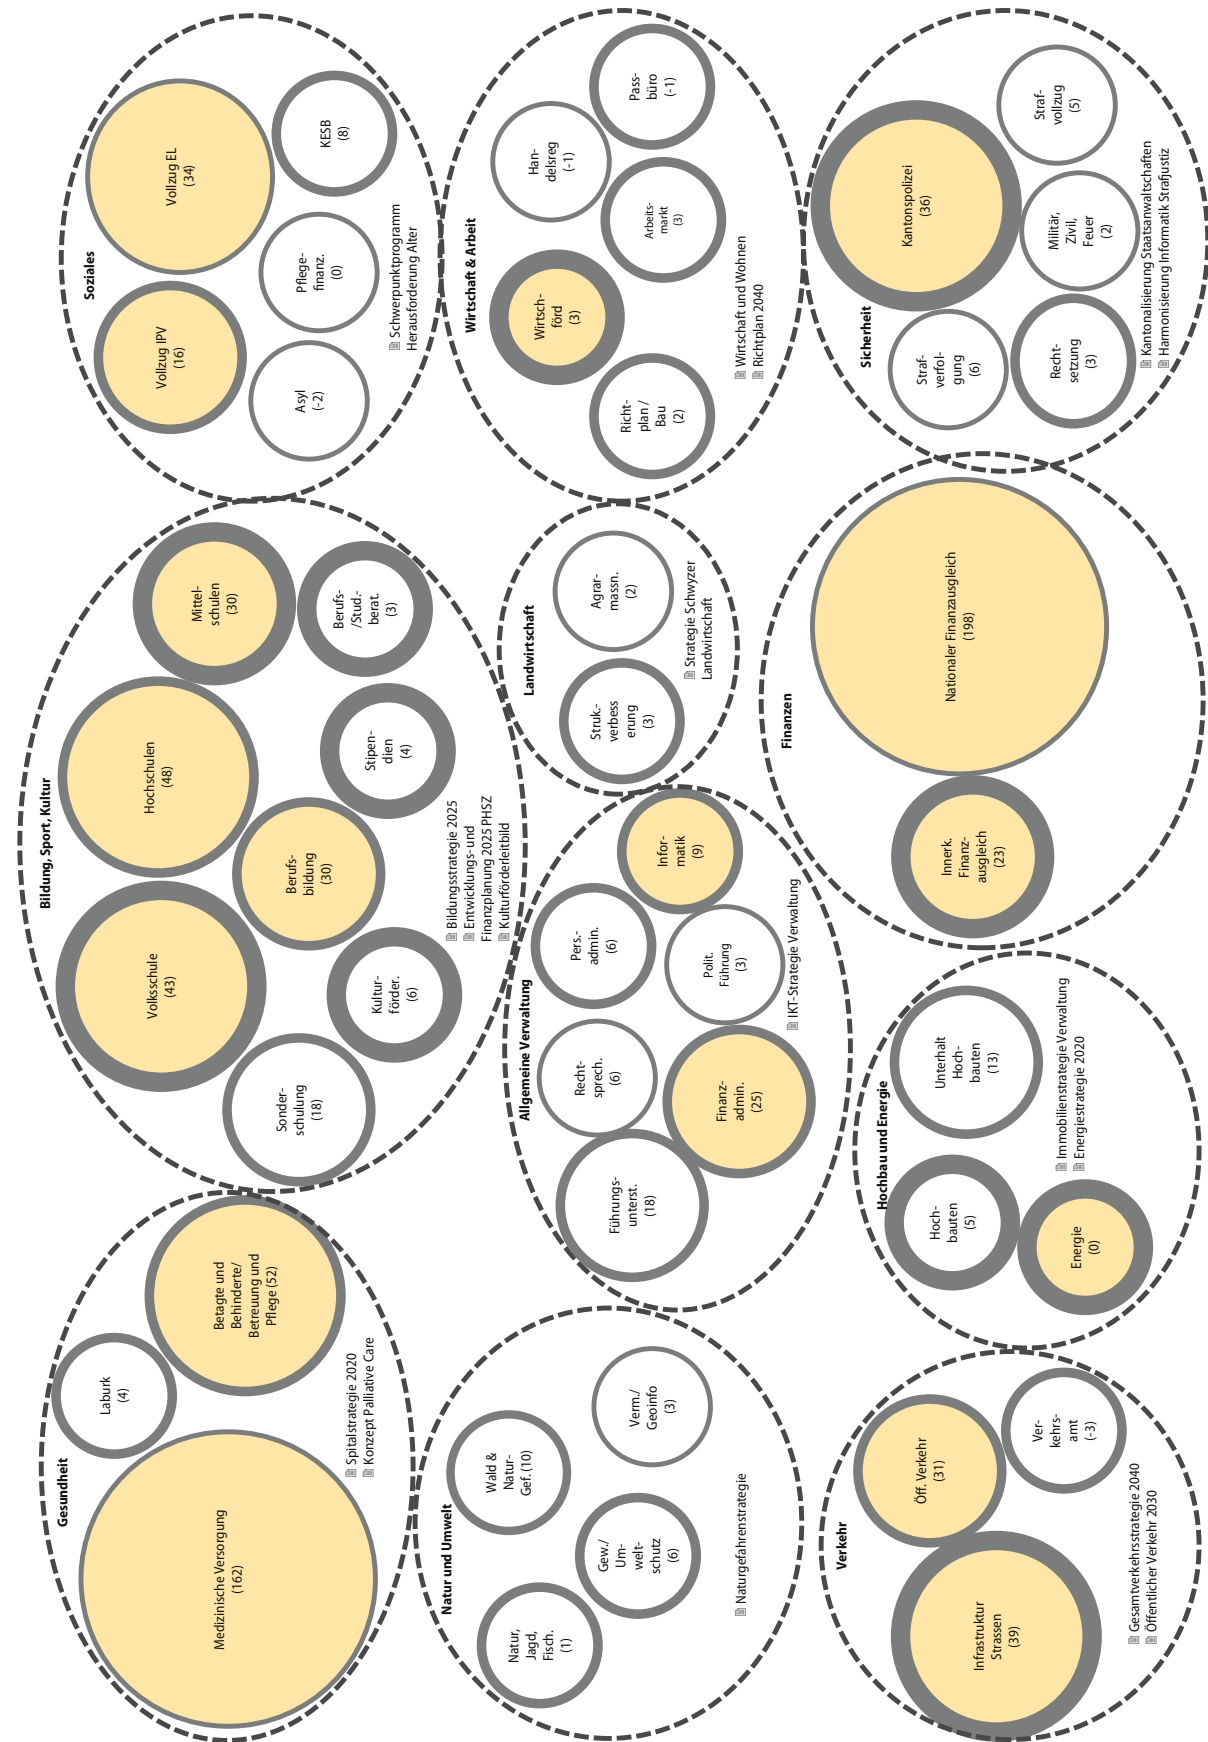 Gesundheit
Medizinische Versorgung
(162)
Laburk
(4)
Betagte und
Behinderte/
Betreuung und
Pflege (52)
Spitalstrategie 2020
Konzept Palliative Care
Bildung, Sport, Kultur
Volksschule
(43)
Hochschulen
(48)
Mittel-
schulen
(30)
Sonder-
schulung
(18)
Berufs-
bildung
(30)
Berufs-
/Stud.-
berat.
(3)
Kultur-
förder.
(6)
Stipen-
dien
(4)
Bildungsstrategie 2025
Entwicklungs- und
Finanzplanung 2025 PHSZ
Kulturförderleitbild
Soziales
Vollzug IPV
(16)
Vollzug EL
(34)
Asyl
(-2)
Pflege-
finanz.
(0)
KESB
(8)
Schwerpunktprogramm
Herausforderung Alter
Natur und Umwelt
Natur,
Jagd,
Fisch.
(1)
Wald &
Natur-
Gef. (10)
Gew./
Um-
welt-
schutz
(6)
Verm./
Geoinfo
(3)
Naturgefahrenstrategie
Allgemeine Verwaltung
Führungs-
unterst.
(18)
Recht-
sprech.
(6)
Pers.-
admin.
(6)
Infor-
matik
(9)
Finanz-
admin.
(25)
Polit.
Führung
(3)
IKT-Strategie Verwaltung
Landwirtschaft
Struk.-
verbess
erung
(3)
Agrar-
massn.
(2)
Strategie Schwyzer
Landwirtschaft
Wirtschaft & Arbeit
Wirtsch-
förd
(3)
Han-
delsreg
(-1)
Pass-
büro
(-1)
Richt-
plan /
Bau
(2)
Arbeits-
markt
(3)
Wirtschaft und Wohnen
Richtplan 2040
Verkehr
Infrastruktur
Strassen
(39)
Öff. Verkehr
(31)
Ver-
kehrs-
amt
(-3)
Gesamtverkehrsstrategie 2040
Öffentlicher Verkehr 2030
Hochbau und Energie
Hoch-
bauten
(5)
Unterhalt
Hoch-
bauten
(13)
Energie
(0)
Immobilienstrategie Verwaltung
Energiestrategie 2020
Finanzen
Innerk.
Finanz-
ausgleich
(23)
Nationaler Finanzausgleich
(198)
Sicherheit
Kantonspolizei
(36)
Straf-
verfol-
gung
(6)
Straf-
vollzug
(5)
Recht-
setzung
(3)
Militär,
Zivil,
Feuer
(2)
Kantonalisierung Staatsanwaltschaften
Harmonisierung Informatik Strafjustiz